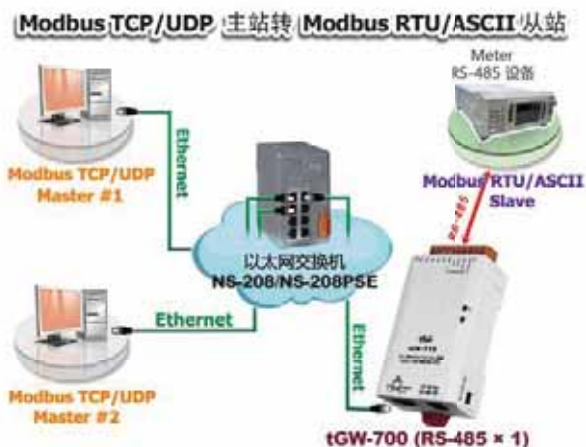 Modbus TCP/UDP 主站转 Modbus RTU/ASCII 从站
Meter
RS-485 设备
Ethernet
Modbus TCP/UDP
Master #1
Modbus RTU/ASCII
Slave
RS-485
以太网交换机
NS-208/NS-208PSE
Ethernet
Modbus TCP/UDP
Master #2
Ethernet
tGW-700 (RS-485 × 1)